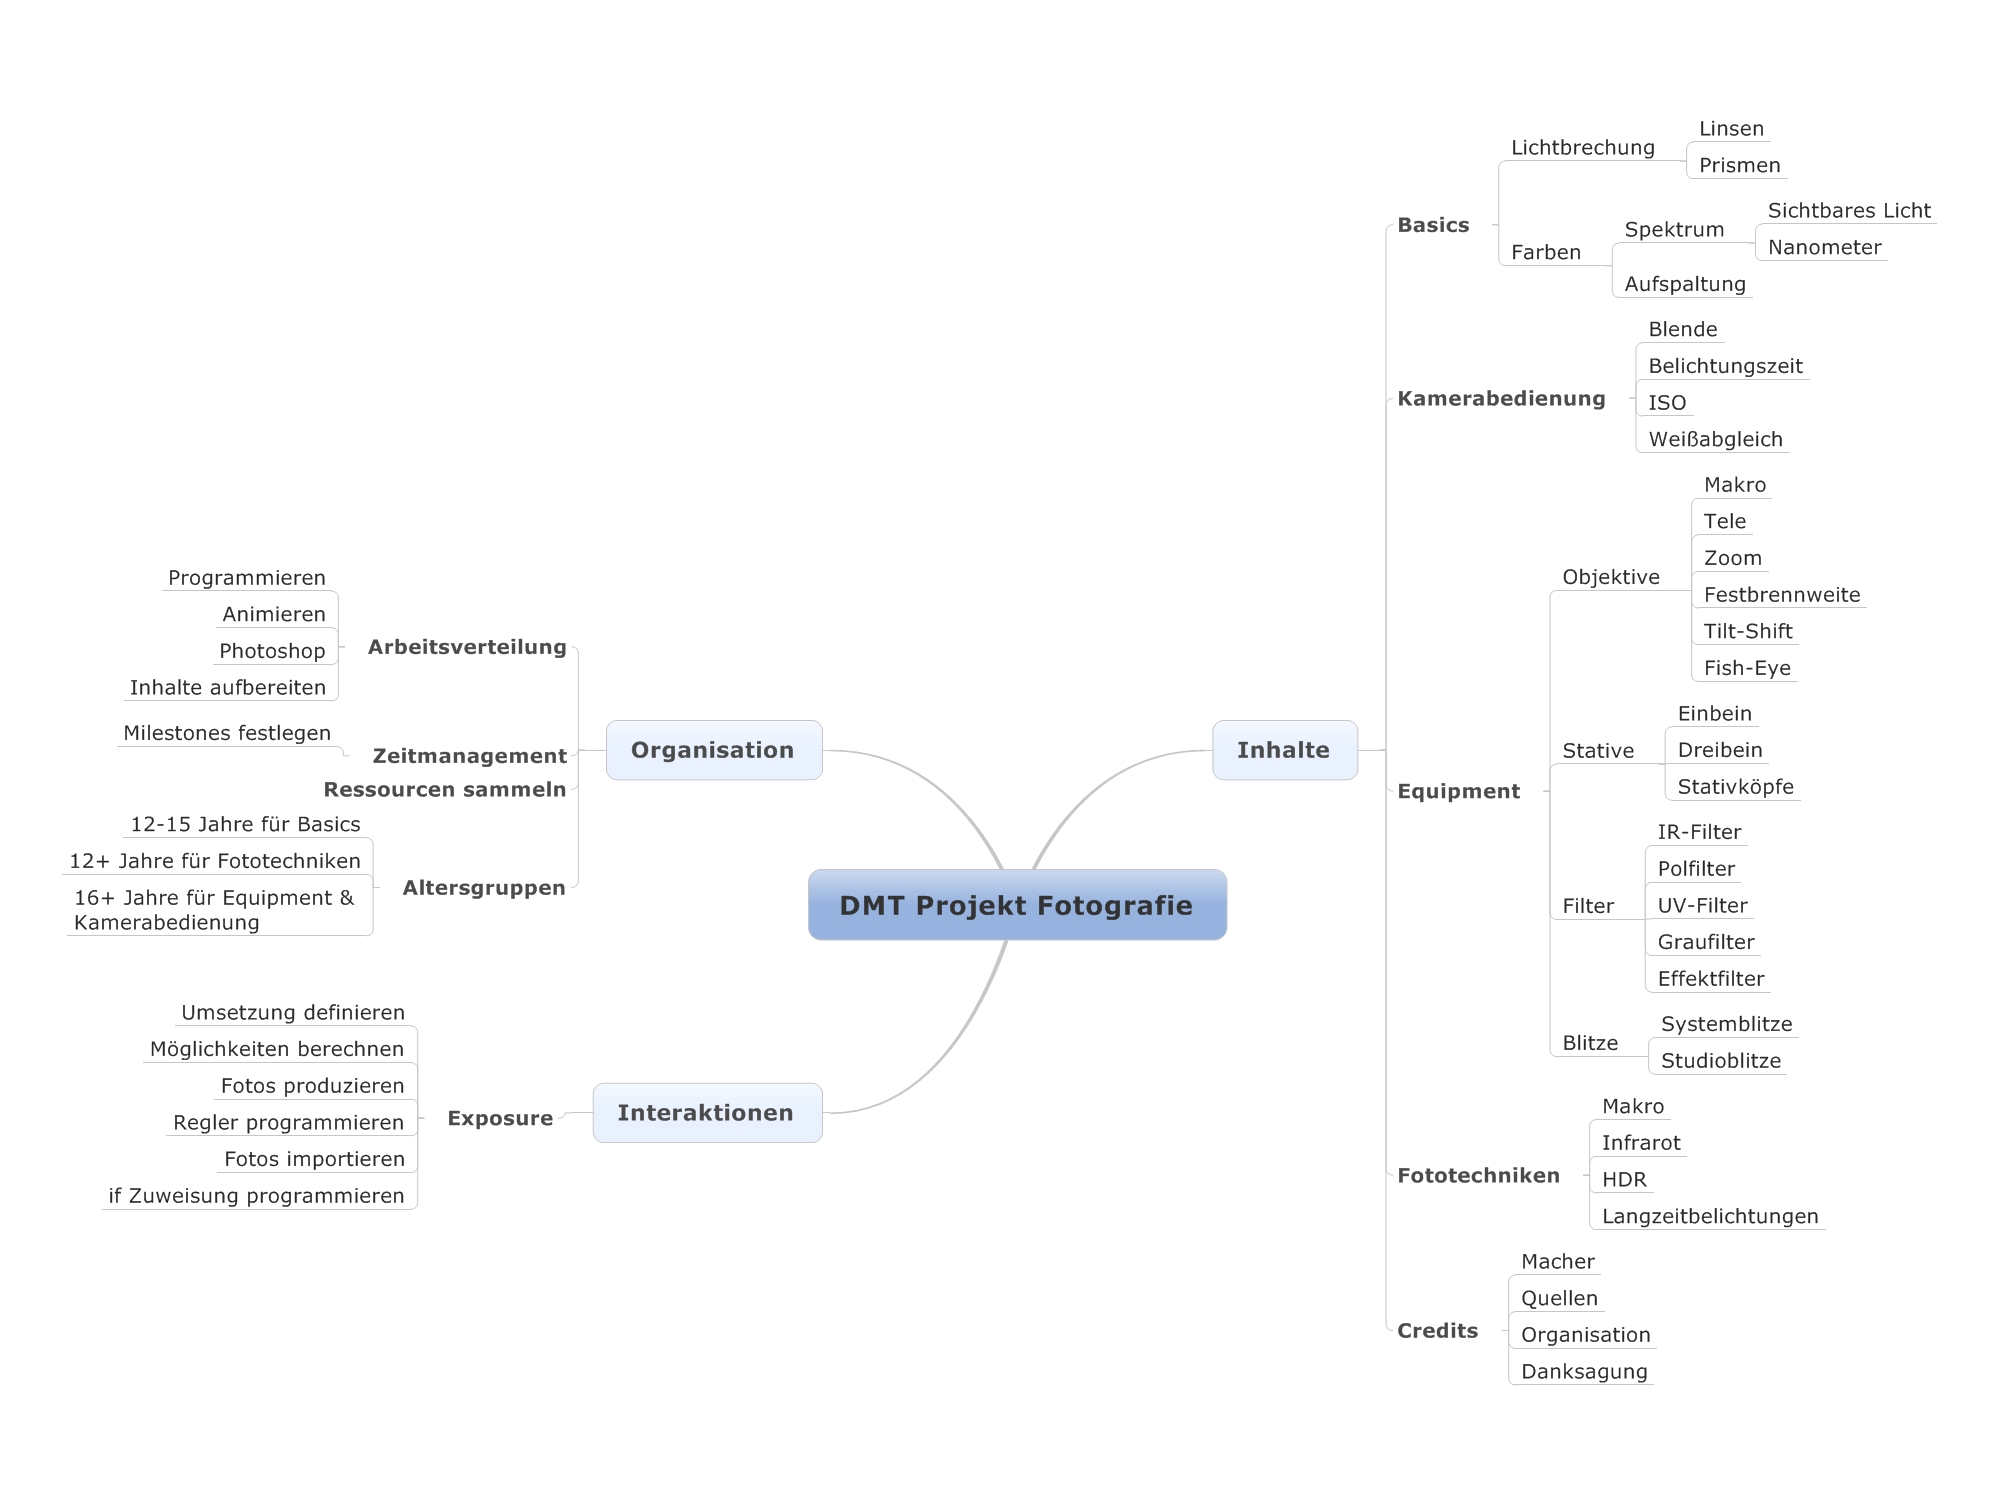 DMT Projekt Fotografie
Inhalte
Basics
Lichtbrechung
Linsen
Prismen
Farben
Spektrum
Sichtbares Licht
Nanometer
Aufspaltung
Kamerabedienung
Blende
Belichtungszeit
ISO
Weißabgleich
Equipment
Objektive
Makro
Tele
Zoom
Festbrennweite
Tilt-Shift
Fish-Eye
Stative
Einbein
Dreibein
Stativköpfe
Filter
IR-Filter
Polfilter
UV-Filter
Graufilter
Effektfilter
Blitze
Systemblitze
Studioblitze
Fototechniken
Makro
Infrarot
HDR
Langzeitbelichtungen
Credits
Macher
Quellen
Organisation
Danksagung
Organisation
Arbeitsverteilung
Programmieren
Animieren
Photoshop
Inhalte aufbereiten
Zeitmanagement
Milestones festlegen
Ressourcen sammeln
Altersgruppen
12-15 Jahre für Basics
12+ Jahre für Fototechniken
16+ Jahre für Equipment &
Kamerabedienung
Interaktionen
Exposure
Umsetzung definieren
Möglichkeiten berechnen
Fotos produzieren
Regler programmieren
Fotos importieren
if Zuweisung programmieren